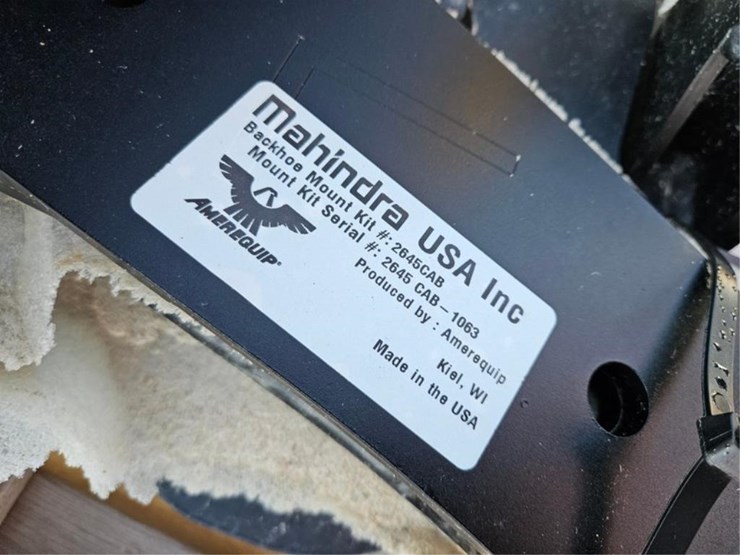 Mahindra USA Inc
Backhoe Mount Kit #: 2645CAB
Mount Kit Serial #: 2645 CAB-1063
Produced by : Amerequip
Kiel, WI
Made in the USA
AMEREQUIP